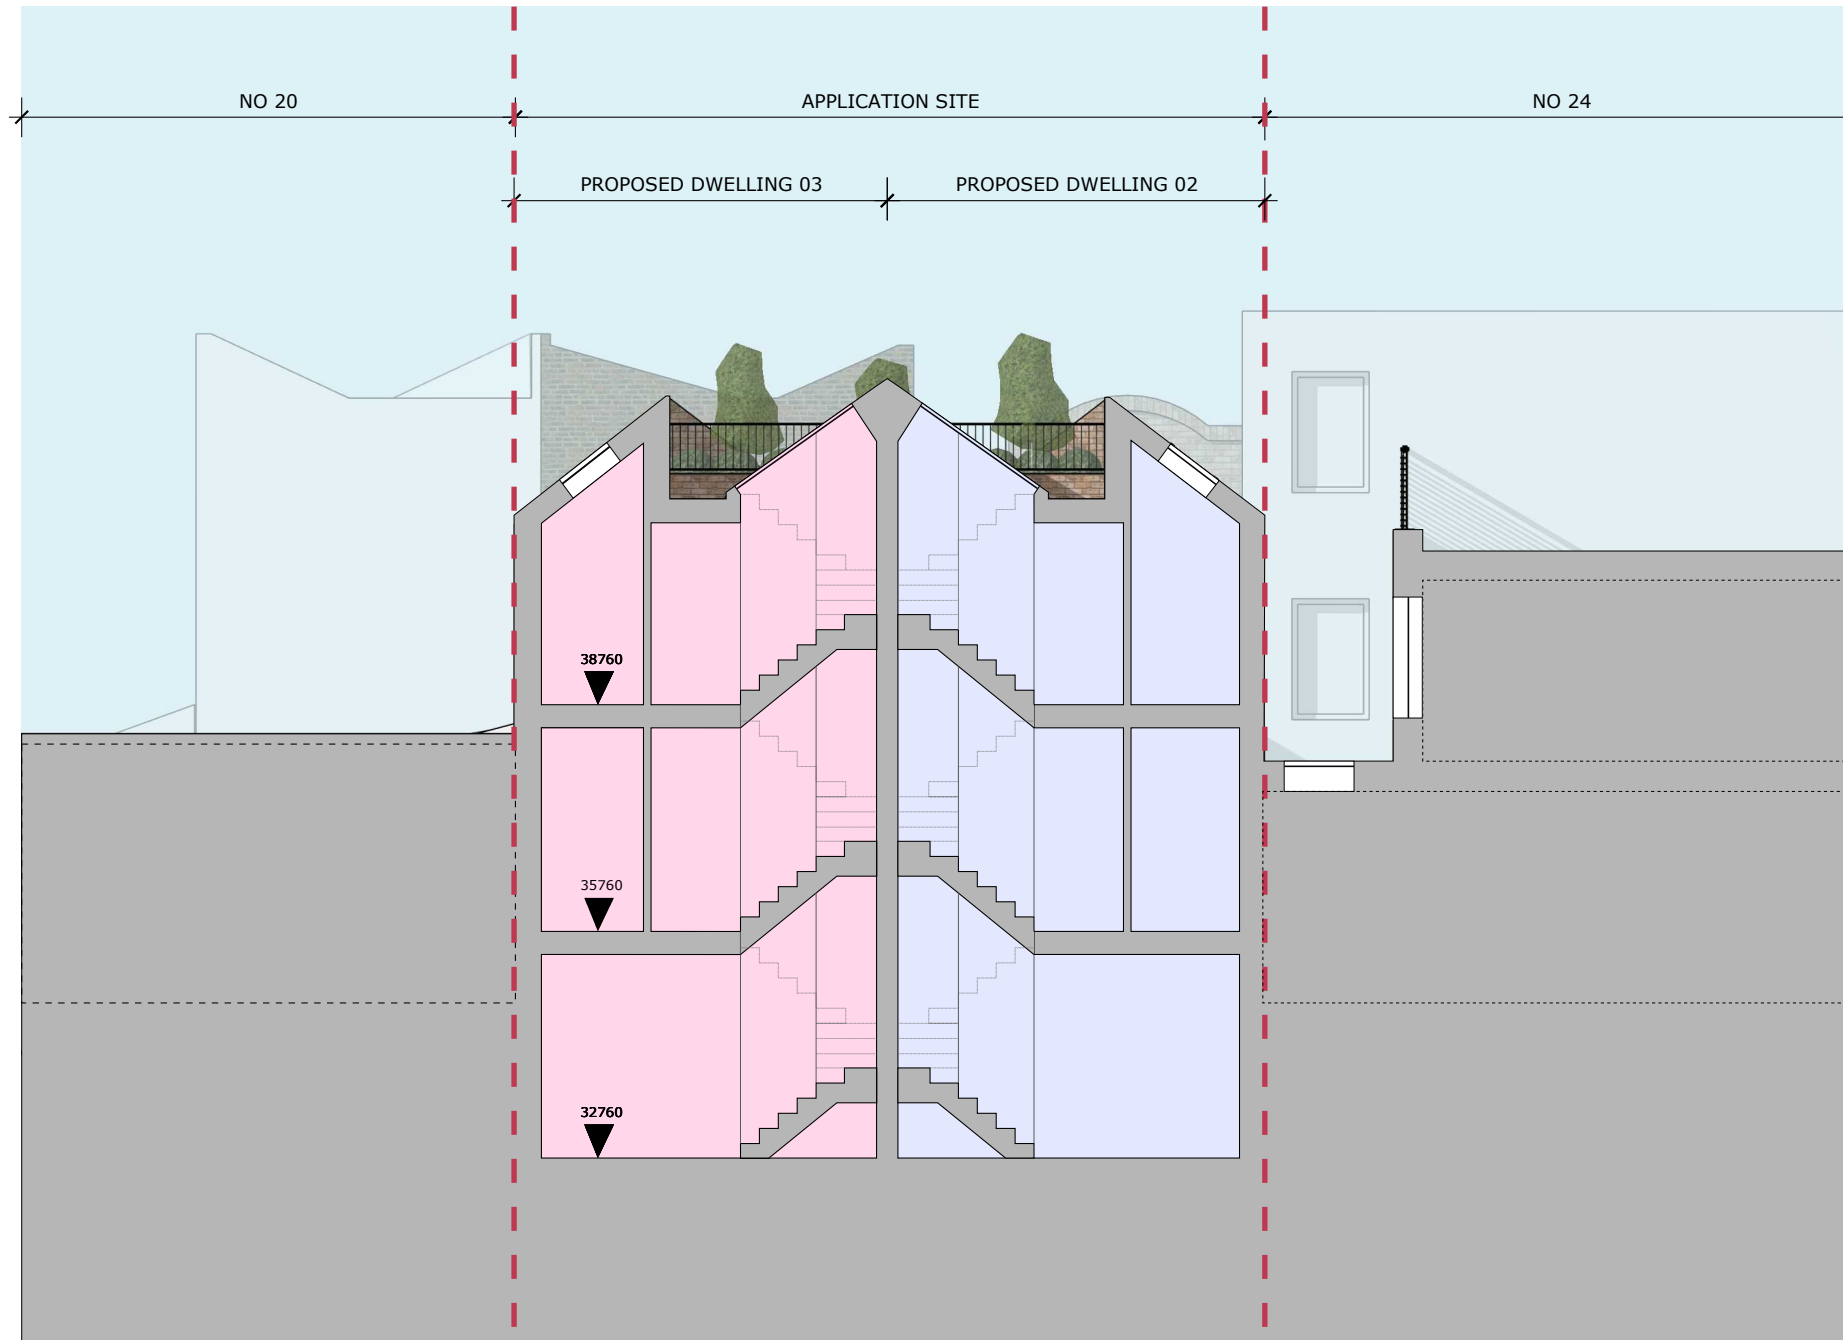 NO 20
APPLICATION SITE
NO 24
PROPOSED DWELLING 03
PROPOSED DWELLING 02
38760
35760
32760